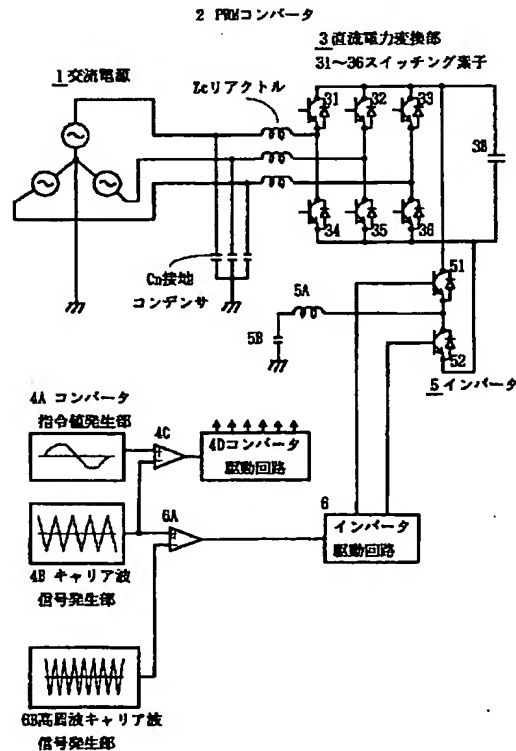 2 PWMコンバータ
3直流電力変換部
31～36スイッチング素子
1交流電源
Zcリアクトル
31
32
33
3B
34
35
36
Cn接地
コンデンサ
51
5A
5B
52
5インバータ
4A コンバータ
指令値発生部
4C
4Dコンバータ
駆動回路
6A
6
インバータ
駆動回路
4B キャリア波
信号発生部
6B高周波キャリア波
信号発生部